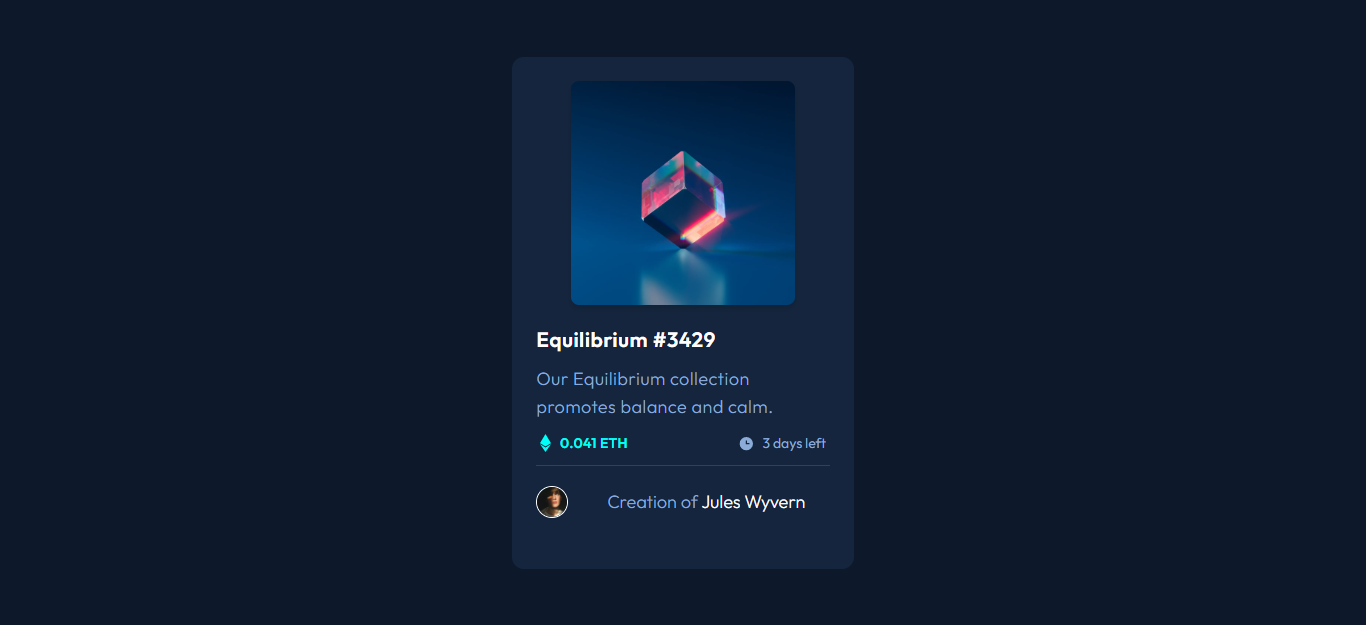 Equilibrium #3429
Our Equilibrium collection
promotes balance and calm.
0.041 ETH
3 days left
Creation of Jules Wyvern